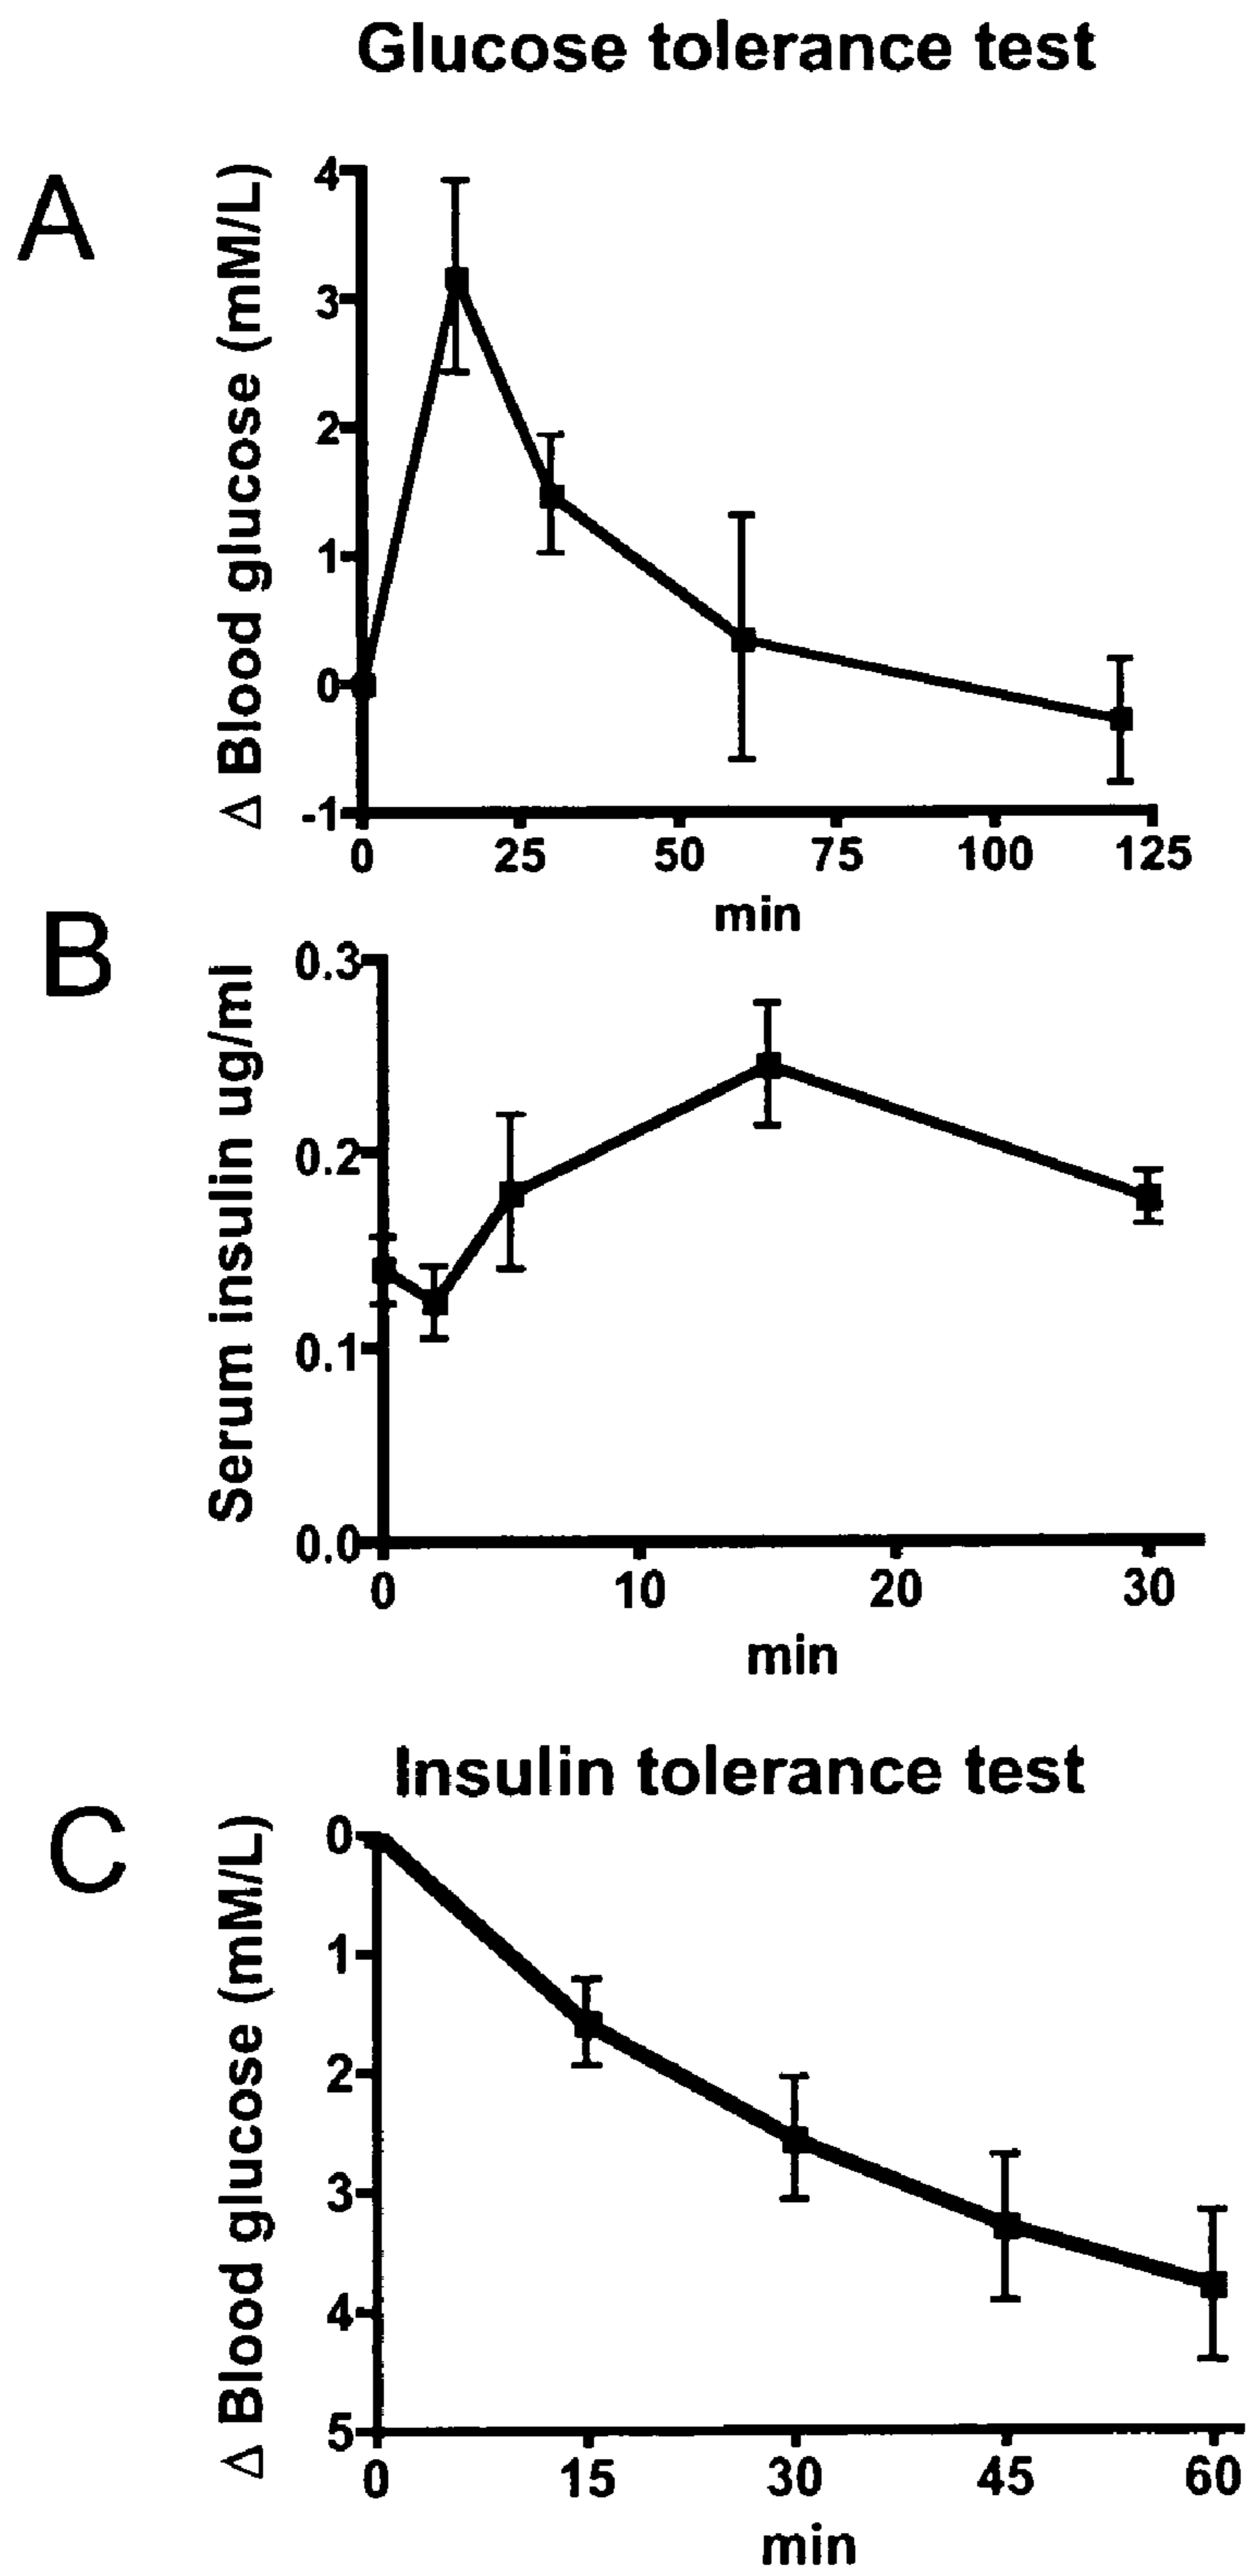 Glucose tolerance test
A
Δ Blood glucose (mM/L)
4
3
2
1
0
-1
0 25 50 75 100 125
min
B
Serum insulin ug/ml
0.3
0.2
0.1
0.0
0 10 20 30
min
Insulin tolerance test
C
Δ Blood glucose (mM/L)
0
1
2
3
4
5
0 15 30 45 60
min